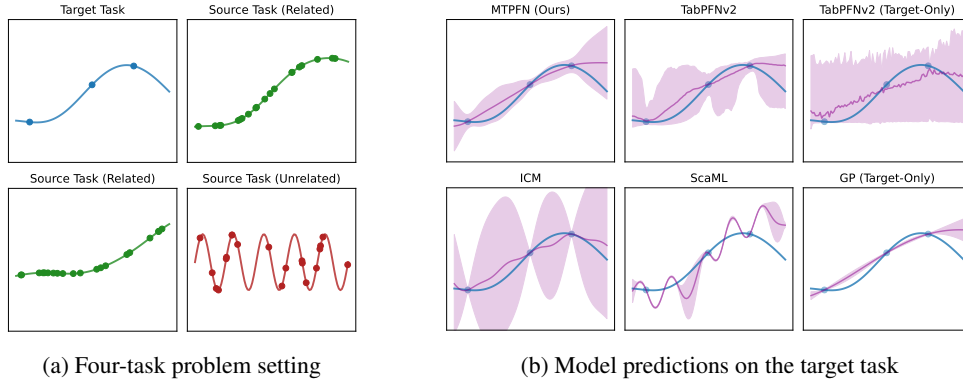 Target Task
Source Task (Related)
Source Task (Related)
Source Task (Unrelated)
(a) Four-task problem setting
MTPFN (Ours)
TabPFNv2
TabPFNv2 (Target-Only)
ICM
ScaML
GP (Target-Only)
(b) Model predictions on the target task